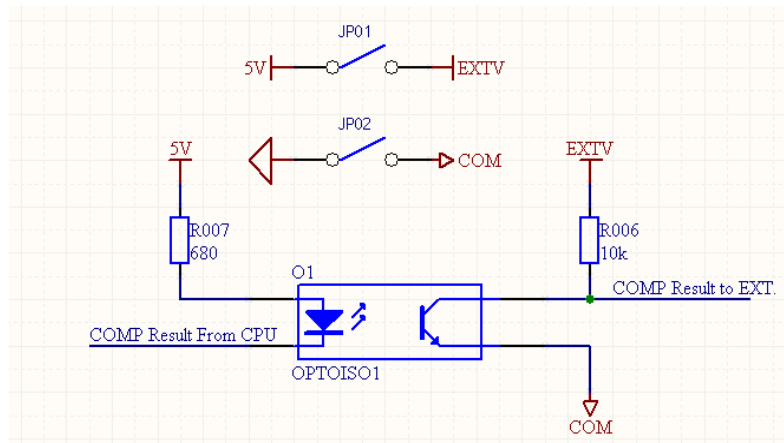 JP01
5V
EXTV
JP02
COM
5V
EXTV
R007
680
R006
10k
O1
COMP Result to EXT.
COMP Result From CPU
OPTOISO1
COM